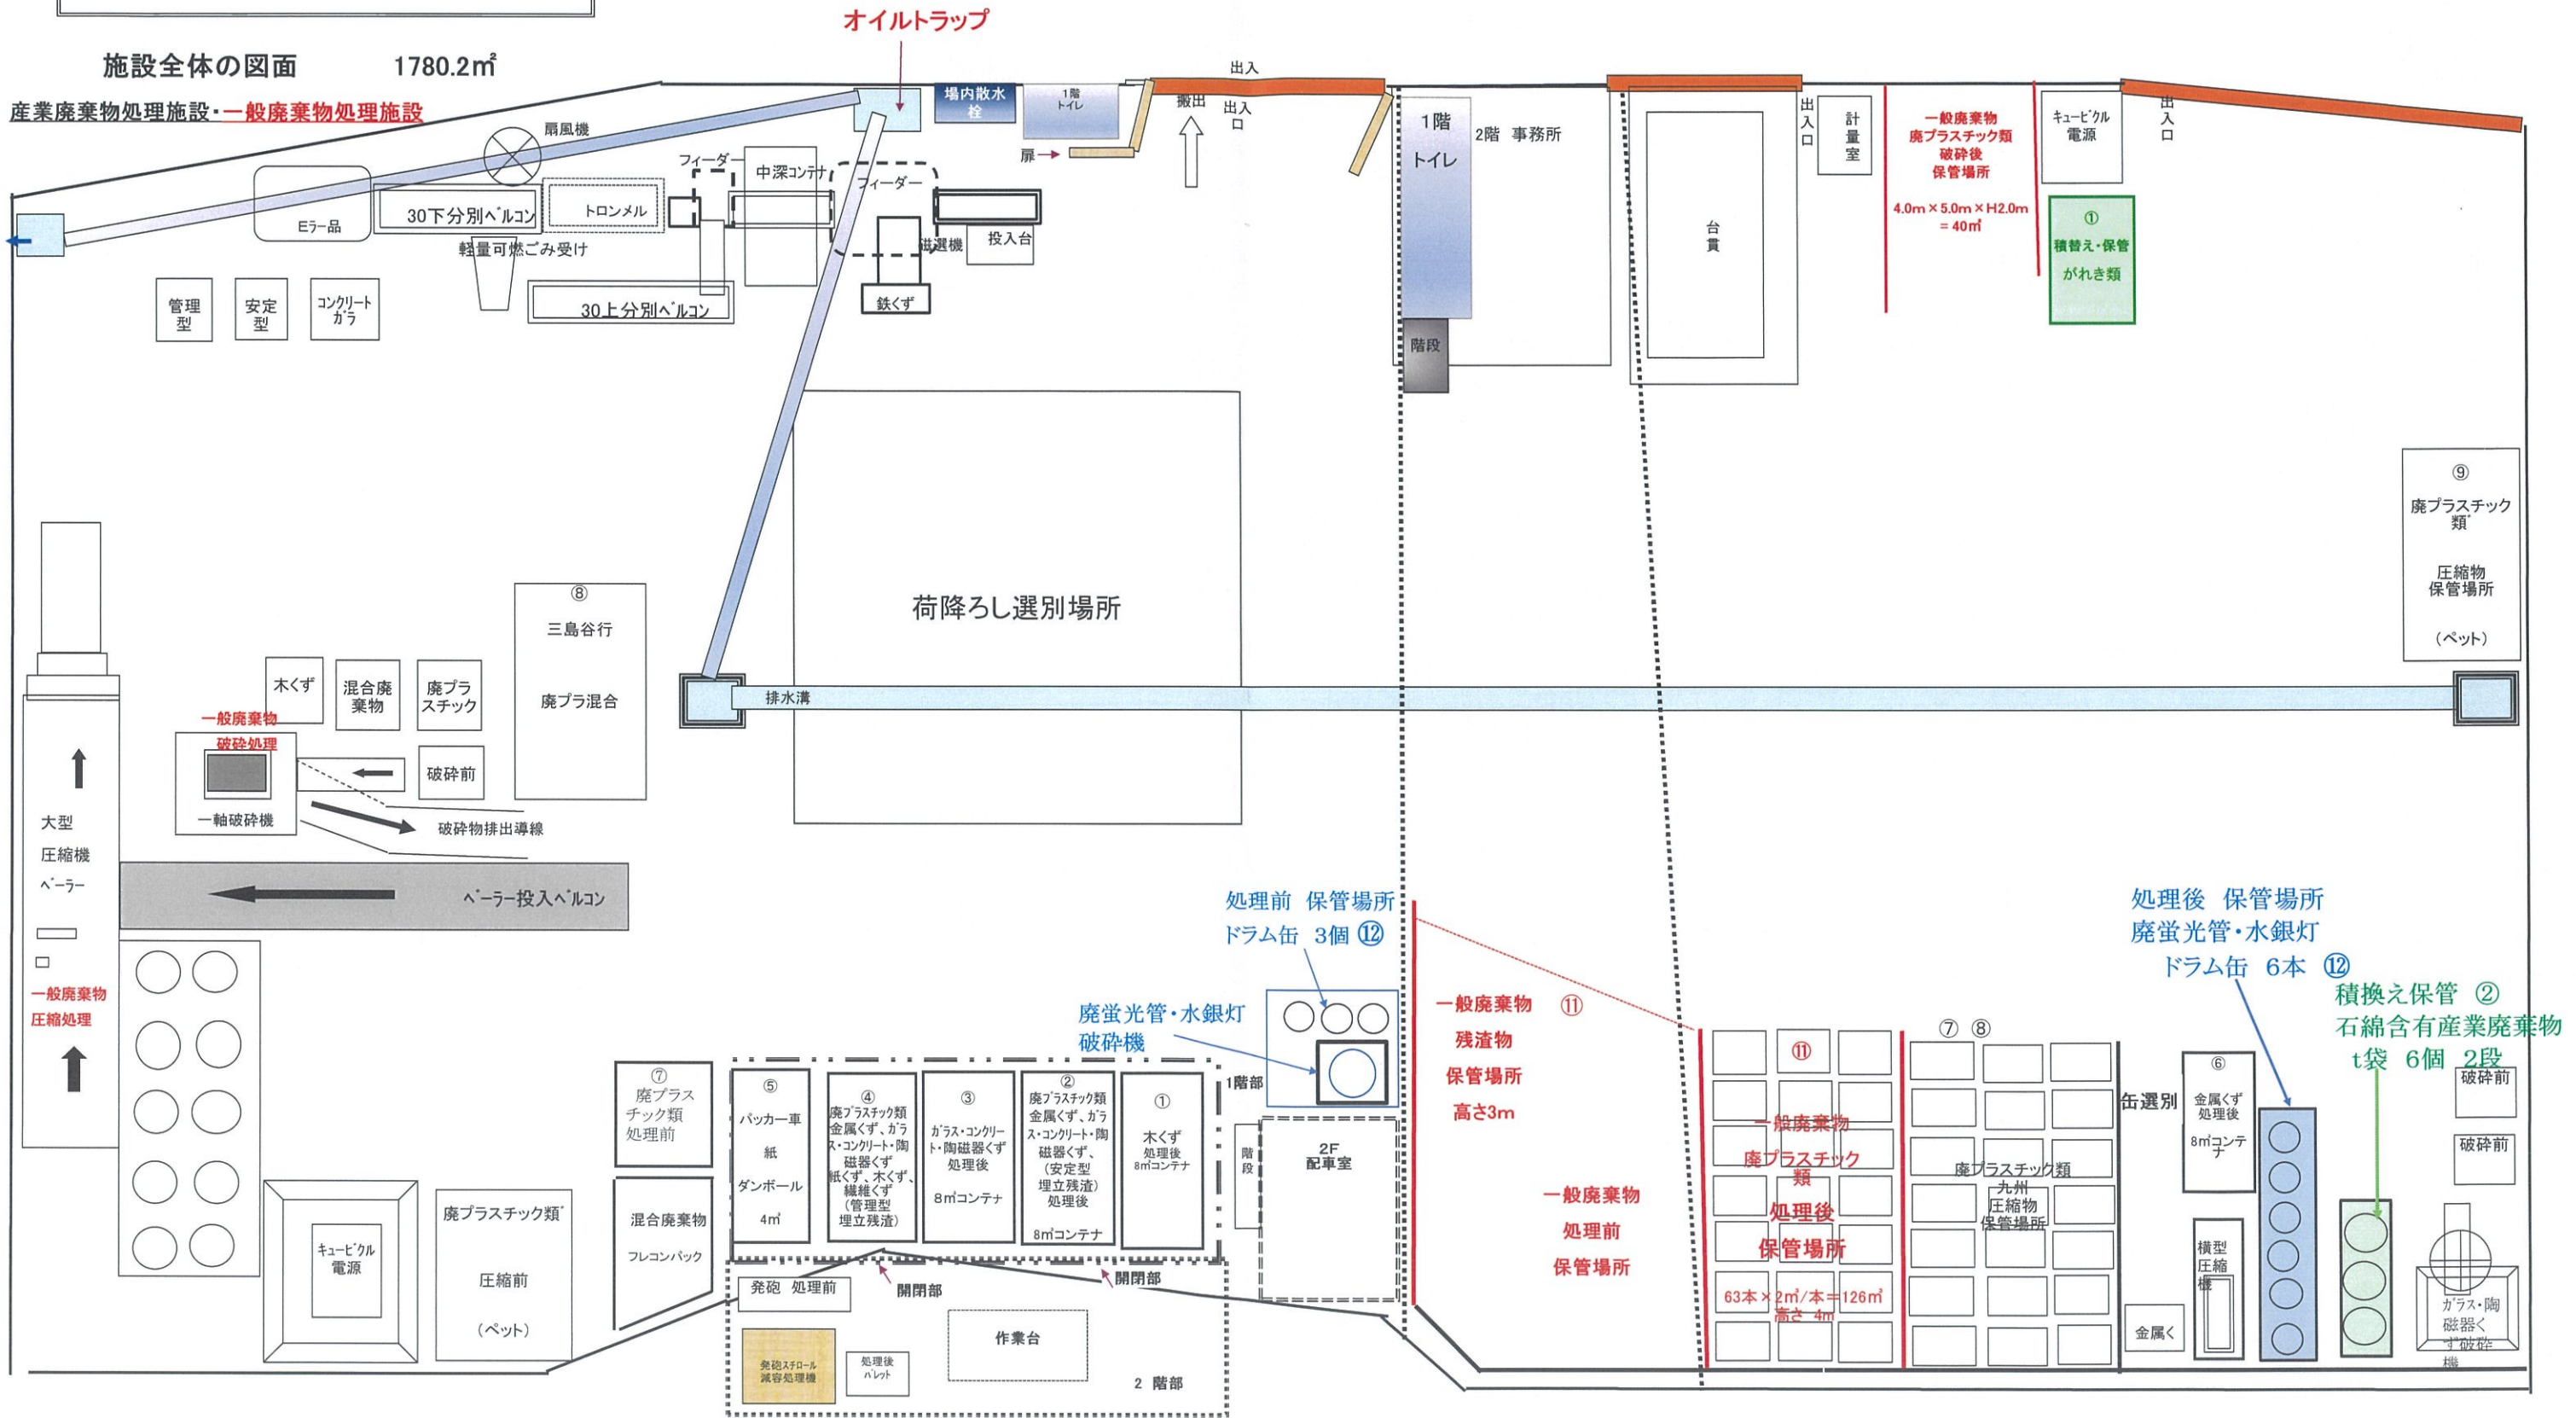 オイルトラップ
施設全体の図面 1780.2㎡
産業廃棄物処理施設・一般廃棄物処理施設
扇風機
場内散水
栓
1階
トイレ
扉→
出入
搬出
出入
口
1階
トイレ
2階 事務所
階段
出入口
計量室
台貫
一般廃棄物
廃プラスチック類
破砕後
保管場所
4.0m×5.0m×H2.0m
= 40㎥
キュービクル
電源
出入口
①
積替え・保管
がれき類
Eラー品
30下分別ベルコン
トロンメル
フィーダー
中深コンテナ
フィーダー
磁選機
投入台
軽量可燃ごみ受け
30上分別ベルコン
鉄くず
管理
型
安定
型
コンクリート
ガラ
⑨
廃プラスチック
類
圧縮物
保管場所
(ペット)
荷降ろし選別場所
排水溝
⑧
三島谷行
廃プラ混合
木くず
混合廃
棄物
廃プラ
スチック
一般廃棄物
破砕処理
破砕前
一軸破砕機
破砕物排出導線
大型
圧縮機
ベーラー
ベーラー投入ベルコン
一般廃棄物
圧縮処理
処理前 保管場所
ドラム缶 3個 ⑫
廃蛍光管・水銀灯
破砕機
処理後 保管場所
廃蛍光管・水銀灯
ドラム缶 6本 ⑫
積換え保管 ②
石綿含有産業廃棄物
t袋 6個 2段
一般廃棄物 ⑪
残渣物
保管場所
高さ3m
一般廃棄物
処理前
保管場所
⑪
一般廃棄物
廃プラスチック
類
処理後
保管場所
63本×2㎥/本=126㎥
高さ 4m
⑦ ⑧
廃プラスチック類
九州
圧縮物
保管場所
缶選別
⑥
金属くず
処理後
8㎥コンテ
ナ
横型
圧縮
機
金属く
破砕前
破砕前
ガラス・陶
磁器く
ず破砕
機
キュービクル
電源
廃プラスチック類
圧縮前
(ペット)
⑦
廃プラス
チック類
処理前
混合廃棄物
フレコンバック
⑤
パッカー車
紙
ダンボール
4㎥
④
廃プラスチック類
金属くず、ガラ
ス・コンクリート・陶
磁器くず
紙くず、木くず、
繊維くず
(管理型
埋立残渣)
③
ガラス・コンクリー
ト・陶磁器くず
処理後
8㎥コンテナ
②
廃プラスチック類
金属くず、ガラ
ス・コンクリート・陶
磁器くず、
(安定型
埋立残渣)
処理後
8㎥コンテナ
①
木くず
処理後
8㎥コンテナ
1階部
階段
2F
配車室
開閉部
開閉部
発砲 処理前
作業台
発砲スチロール
減容処理機
処理後
パレット
2 階部